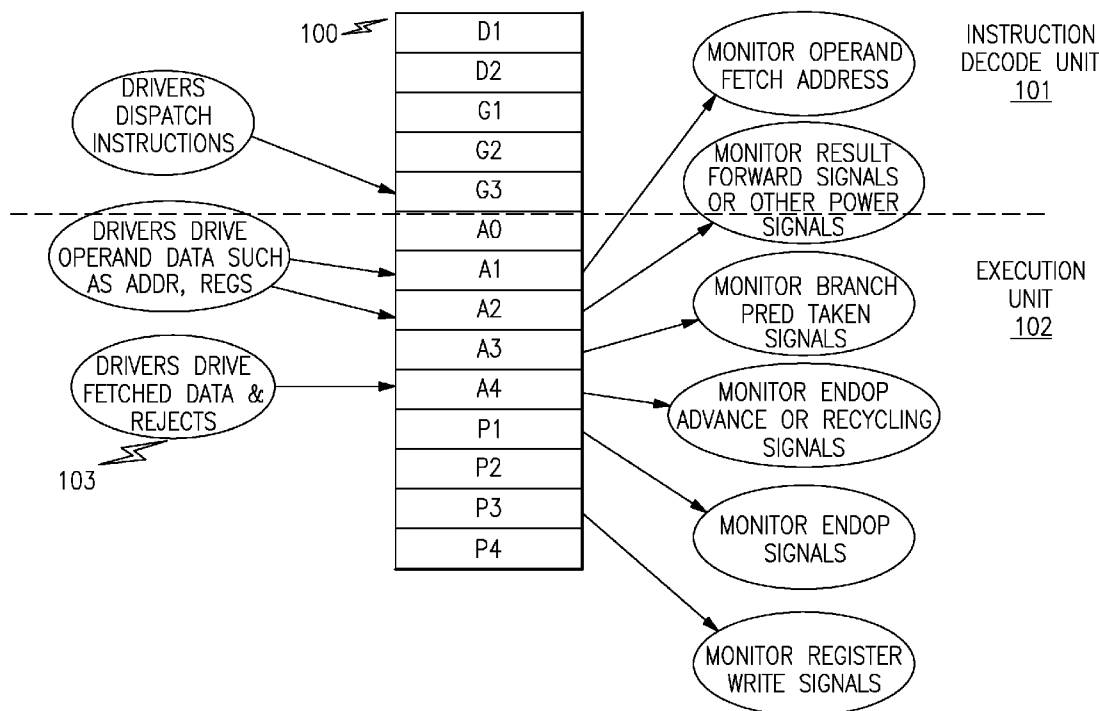 100
D1
D2
G1
G2
G3
A0
A1
A2
A3
A4
P1
P2
P3
P4
DRIVERS
DISPATCH
INSTRUCTIONS
DRIVERS DRIVE
OPERAND DATA SUCH
AS ADDR, REGS
DRIVERS DRIVE
FETCHED DATA &
REJECTS
103
MONITOR OPERAND
FETCH ADDRESS
MONITOR RESULT
FORWARD SIGNALS
OR OTHER POWER
SIGNALS
MONITOR BRANCH
PRED TAKEN
SIGNALS
MONITOR ENDOP
ADVANCE OR RECYCLING
SIGNALS
MONITOR ENDOP
SIGNALS
MONITOR REGISTER
WRITE SIGNALS
INSTRUCTION
DECODE UNIT
101
EXECUTION
UNIT
102